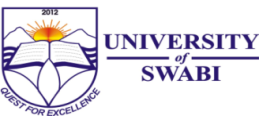 2012
QUEST FOR EXCELLENCE
UNIVERSITY
of
SWABI